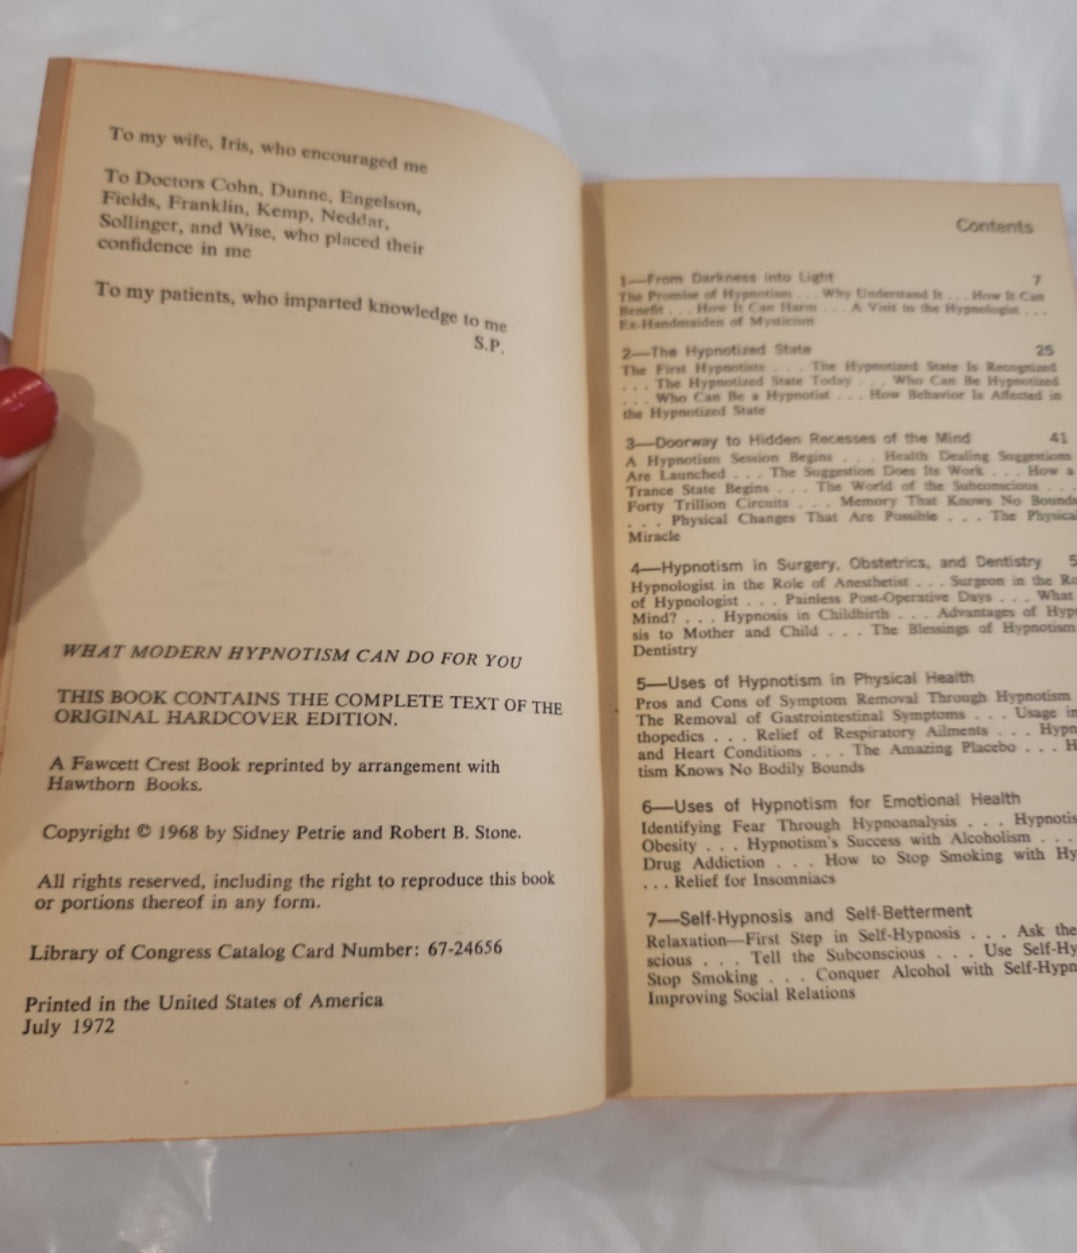 To my wife, Iris, who encouraged me
To Doctors Cohn, Dunne, Engelson,
Fields, Franklin, Kemp, Neddar,
Sollinger, and Wise, who placed their
confidence in me
To my patients, who imparted knowledge to me
S.P.
WHAT MODERN HYPNOTISM CAN DO FOR YOU
THIS BOOK CONTAINS THE COMPLETE TEXT OF THE
ORIGINAL HARDCOVER EDITION.
A Fawcett Crest Book reprinted by arrangement with
Hawthorn Books.
Copyright © 1968 by Sidney Petrie and Robert B. Stone.
All rights reserved, including the right to reproduce this book
or portions thereof in any form.
Library of Congress Catalog Card Number: 67-24656
Printed in the United States of America
July 1972
Contents
1—From Darkness into Light 7
The Promise of Hypnotism . . . Why Understand It . . . How It Can
Benefit . . . How It Can Harm . . . A Visit to the Hypnologist . . .
Ex-Handmaiden of Mysticism
2—The Hypnotized State 25
The First Hypnotists . . . The Hypnotized State Is Recognized
. . . The Hypnotized State Today . . . Who Can Be Hypnotized
. . . Who Can Be a Hypnotist . . . How Behavior Is Affected in
the Hypnotized State
3—Doorway to Hidden Recesses of the Mind 41
A Hypnotism Session Begins . . . Health Dealing Suggestions
Are Launched . . . The Suggestion Does Its Work . . . How a
Trance State Begins . . . The World of the Subconscious . . .
Forty Trillion Circuits . . . Memory That Knows No Bounds
. . . Physical Changes That Are Possible . . . The Physical
Miracle
4—Hypnotism in Surgery, Obstetrics, and Dentistry 5
Hypnologist in the Role of Anesthetist . . . Surgeon in the Ro
of Hypnologist . . . Painless Post-Operative Days . . . What
Mind? . . . Hypnosis in Childbirth . . . Advantages of Hyp
sis to Mother and Child . . . The Blessings of Hypnotism
Dentistry
5—Uses of Hypnotism in Physical Health
Pros and Cons of Symptom Removal Through Hypnotism
The Removal of Gastrointestinal Symptoms . . . Usage in
thopedics . . . Relief of Respiratory Ailments . . . Hypn
and Heart Conditions . . . The Amazing Placebo . . . H
tism Knows No Bodily Bounds
6—Uses of Hypnotism for Emotional Health
Identifying Fear Through Hypnoanalysis . . . Hypnotis
Obesity . . . Hypnotism's Success with Alcoholism . . .
Drug Addiction . . . How to Stop Smoking with Hy
. . . Relief for Insomniacs
7—Self-Hypnosis and Self-Betterment
Relaxation—First Step in Self-Hypnosis . . . Ask the
scious . . . Tell the Subconscious . . . Use Self-Hy
Stop Smoking . . . Conquer Alcohol with Self-Hypn
Improving Social Relations